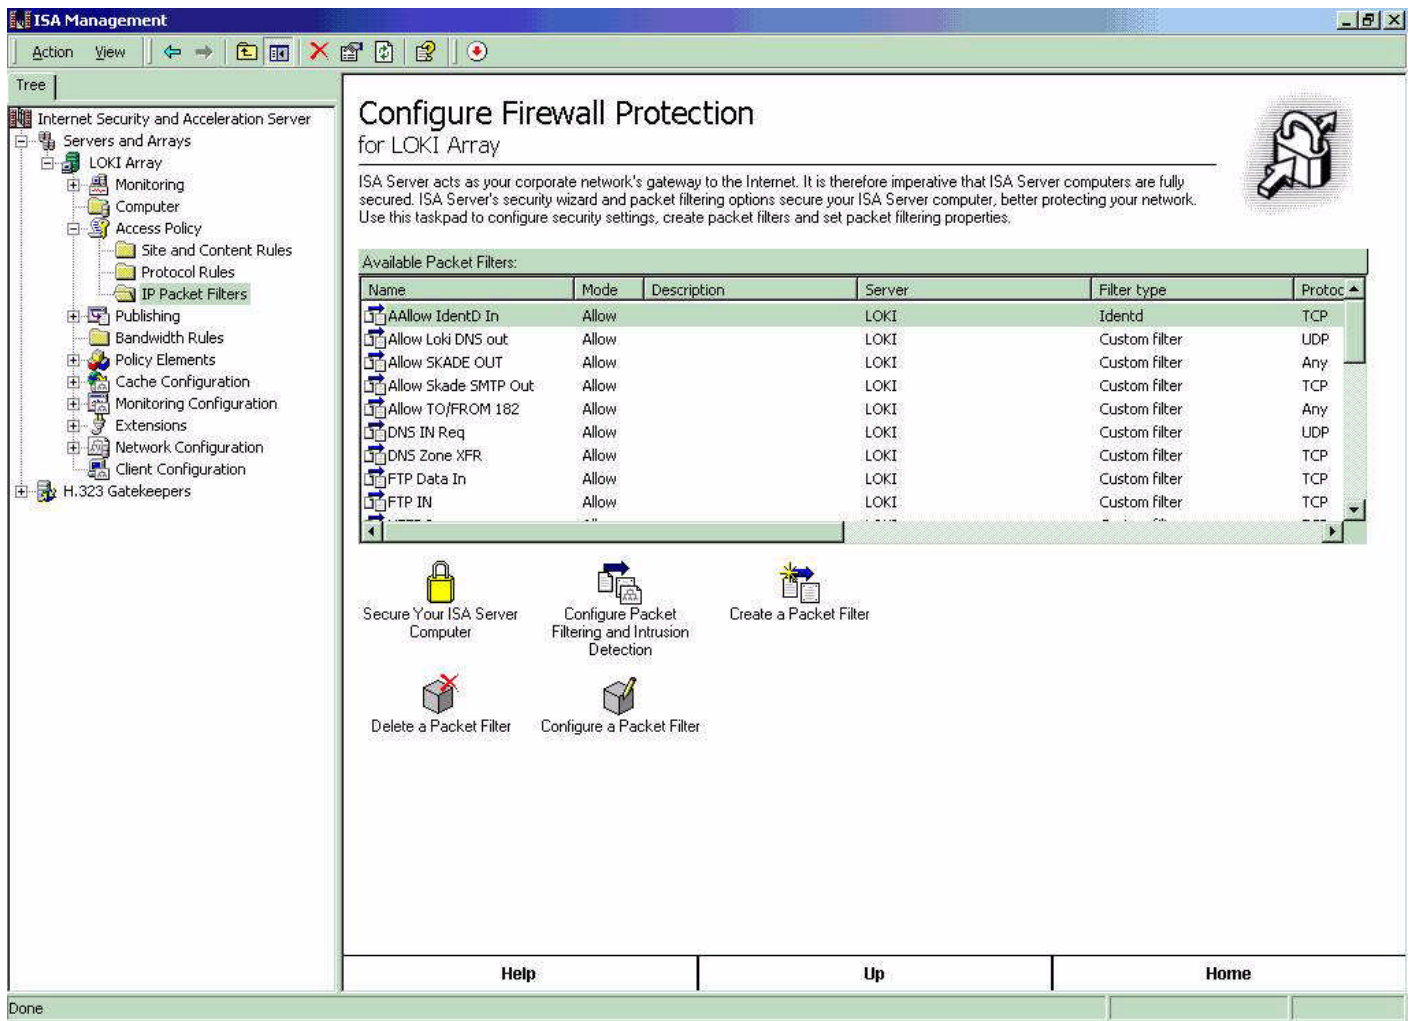 ISA Management
Action View
Tree
Internet Security and Acceleration Server
Servers and Arrays
LOKI Array
Monitoring
Computer
Access Policy
Site and Content Rules
Protocol Rules
IP Packet Filters
Publishing
Bandwidth Rules
Policy Elements
Cache Configuration
Monitoring Configuration
Extensions
Network Configuration
Client Configuration
H.323 Gatekeepers
Configure Firewall Protection
for LOKI Array
ISA Server acts as your corporate network's gateway to the Internet. It is therefore imperative that ISA Server computers are fully
secured. ISA Server's security wizard and packet filtering options secure your ISA Server computer, better protecting your network.
Use this taskpad to configure security settings, create packet filters and set packet filtering properties.
Available Packet Filters:
Name Mode Description Server Filter type Protoc
AAllow IdentD In Allow LOKI Identd TCP
Allow Loki DNS out Allow LOKI Custom filter UDP
Allow SKADE OUT Allow LOKI Custom filter Any
Allow Skade SMTP Out Allow LOKI Custom filter TCP
Allow TO/FROM 182 Allow LOKI Custom filter Any
DNS IN Req Allow LOKI Custom filter UDP
DNS Zone XFR Allow LOKI Custom filter TCP
FTP Data In Allow LOKI Custom filter TCP
FTP IN Allow LOKI Custom filter TCP
Secure Your ISA Server
Computer
Configure Packet
Filtering and Intrusion
Detection
Create a Packet Filter
Delete a Packet Filter
Configure a Packet Filter
Help Up Home
Done